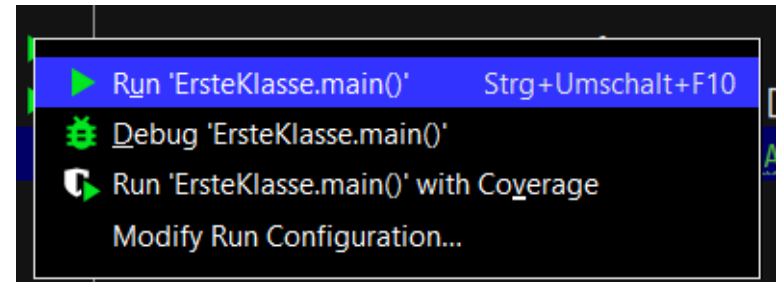 Run 'ErsteKlasse.main()' Strg+Umschalt+F10
Debug 'ErsteKlasse.main()'
Run 'ErsteKlasse.main()' with Coverage
Modify Run Configuration...